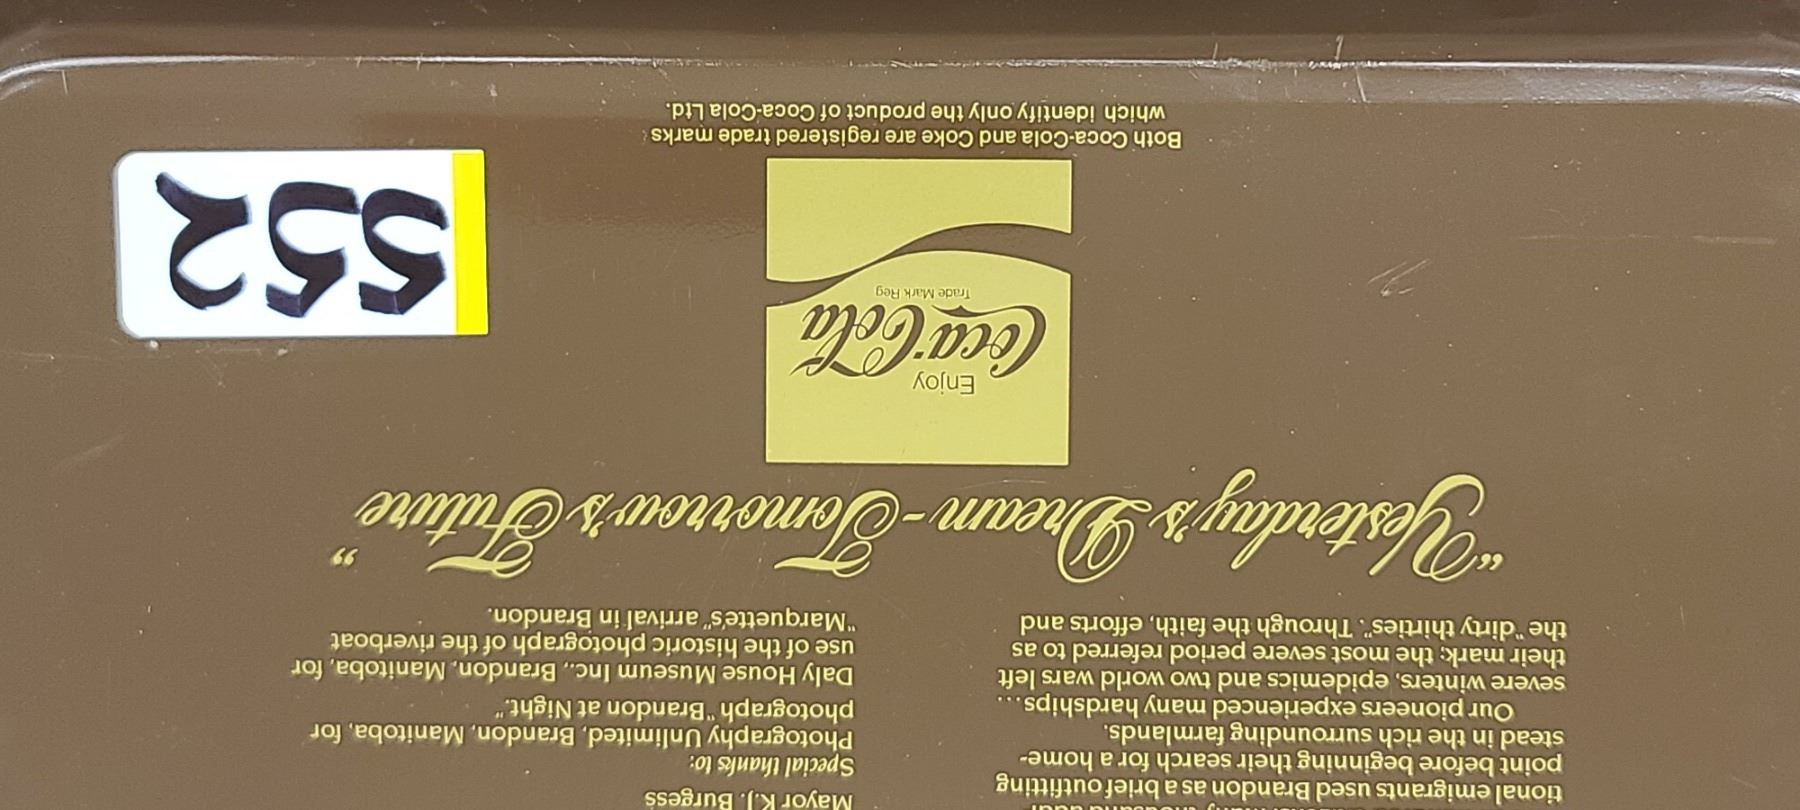 tional emigrants used Brandon as a brief outfitting
point before beginning their search for a home-
stead in the rich surrounding farmlands.
Our pioneers experienced many hardships...
severe winters, epidemics and two world wars left
their mark; the most severe period referred to as
the "dirty thirties". Through the faith, efforts and
Mayor K.J. Burgess
Special thanks to:
Photography Unlimited, Brandon, Manitoba, for
photograph "Brandon at Night."
Daly House Museum Inc., Brandon, Manitoba, for
use of the historic photograph of the riverboat
"Marquette's" arrival in Brandon.
"Yesterday's Dream - Tomorrow's Future"
Enjoy
Coca-Cola
Trade Mark Reg
Both Coca-Cola and Coke are registered trade marks
which identify only the product of Coca-Cola Ltd.
552